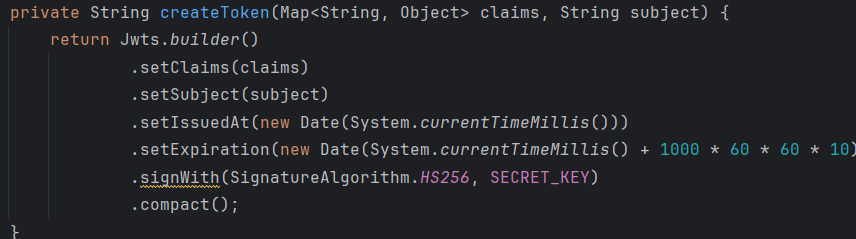 private String createToken(Map<String, Object> claims, String subject) {
return Jwts.builder()
.setClaims(claims)
.setSubject(subject)
.setIssuedAt(new Date(System.currentTimeMillis()))
.setExpiration(new Date(System.currentTimeMillis() + 1000 * 60 * 60 * 10)
.signWith(SignatureAlgorithm.HS256, SECRET_KEY)
.compact();
}